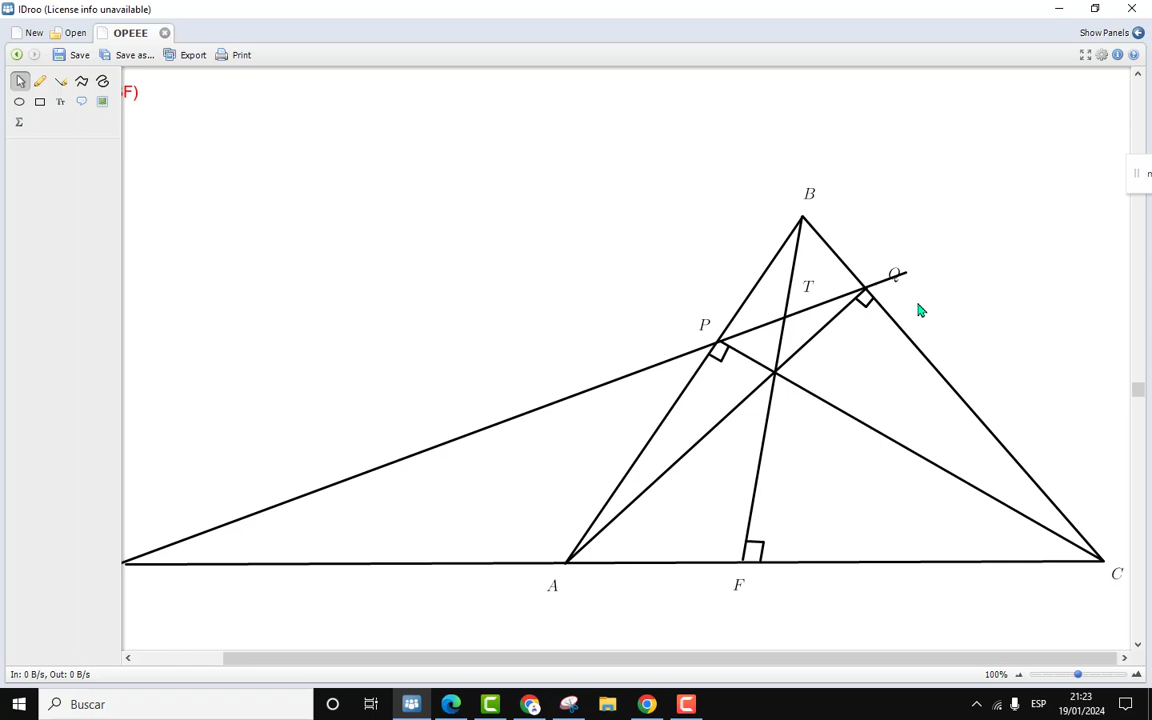 IDroo (License info unavailable)
New Open OPEEE Show Panels
Save Save as... Export Print
F)
Tr
Σ
B
Q
T
P
A
F
C
In: 0 B/s, Out: 0 B/s 100%
Buscar ESP 21:23
19/01/2024